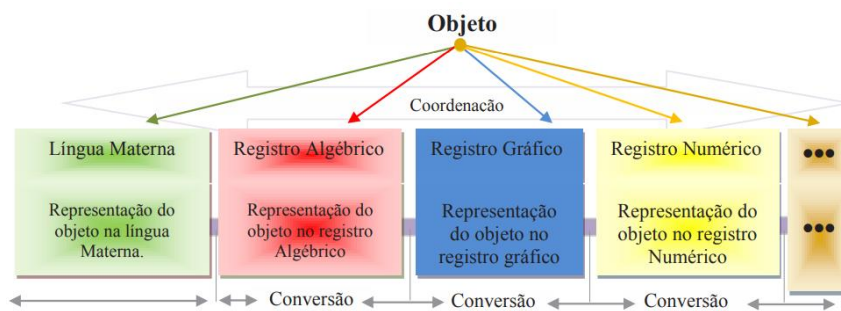 Objeto
Coordenação
Língua Materna
Registro Algébrico
Registro Gráfico
Registro Numérico
•••
Representação do
objeto na língua
Materna.
Representação do
objeto no registro
Algébrico
Representação
do objeto no
registro gráfico
Representação do
objeto no registro
Numérico
•••
Conversão
Conversão
Conversão